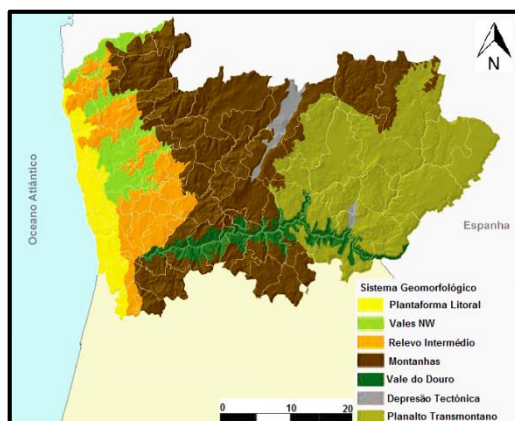 N
Oceano Atlântico
Espanha
Sistema Geomorfológico
Plantaforma Litoral
Vales NW
Relevo Intermédio
Montanhas
Vale do Douro
Depresão Tectónica
Planalto Transmontano
0 10 20